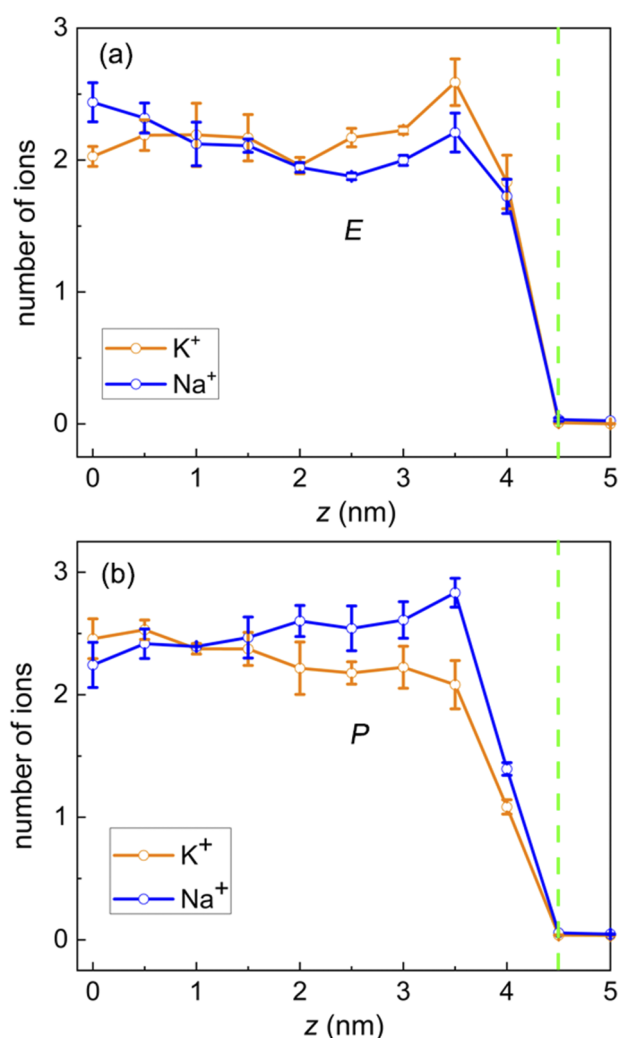 (a)
3
2
1
0
number of ions
E
K⁺
Na⁺
0 1 2 3 4 5
z (nm)
(b)
3
2
1
0
number of ions
P
K⁺
Na⁺
0 1 2 3 4 5
z (nm)